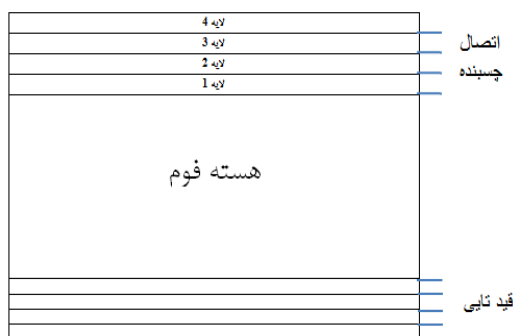 لایه 4
لایه 3
لایه 2
لایه 1
اتصال
چسبنده
هسته فوم
قید تایی